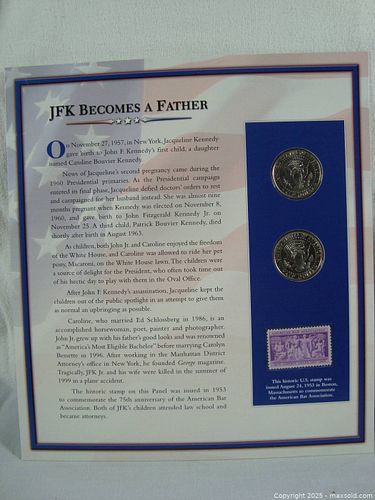 JFK BECOMES A FATHER
On November 27, 1957, in New York, Jacqueline Kennedy
gave birth to John F. Kennedy's first child, a daughter
named Caroline Bouvier Kennedy.
News of Jacqueline's second pregnancy came during the
1960 Presidential primaries. As the Presidential campaign
entered its final phase, Jacqueline defied doctors' orders to rest
and campaigned for her husband instead. She was almost
nine months pregnant when Kennedy was elected on November 8,
1960, and gave birth to John Fitzgerald Kennedy Jr. on
November 25. A third child, Patrick Bouvier Kennedy, died
shortly after birth in August 1963.
As children, both John Jr. and Caroline enjoyed the freedom
of the White House, and Caroline was allowed to ride her pet
pony, Macaroni, on the White House lawn. The children were
a source of delight for the President, who often took time out
of his hectic day to play with them in the Oval Office.
After John F. Kennedy's assassination, Jacqueline kept the
children out of the public spotlight in an attempt to give them
as normal an upbringing as possible.
Caroline, who married Ed Schlossberg in 1986, is an
accomplished horsewoman, poet, painter and photographer.
John Jr. grew up with his father's good looks and was renowned
as "America's Most Eligible Bachelor" before marrying Carolyn
Bessette in 1996. After working in the Manhattan District
Attorney's office in New York, he founded George magazine.
Tragically, JFK Jr. and his wife were killed in the summer of
1999 in a plane accident.
The historic stamp on this Panel was issued in 1953
to commemorate the 75th anniversary of the American Bar
Association. Both of JFK's children attended law school and
became attorneys.
This historic U.S. stamp was
issued August 24, 1953 in Boston,
Massachusetts to commemorate
the American Bar Association.
Copyright 2025 - maxsold.com